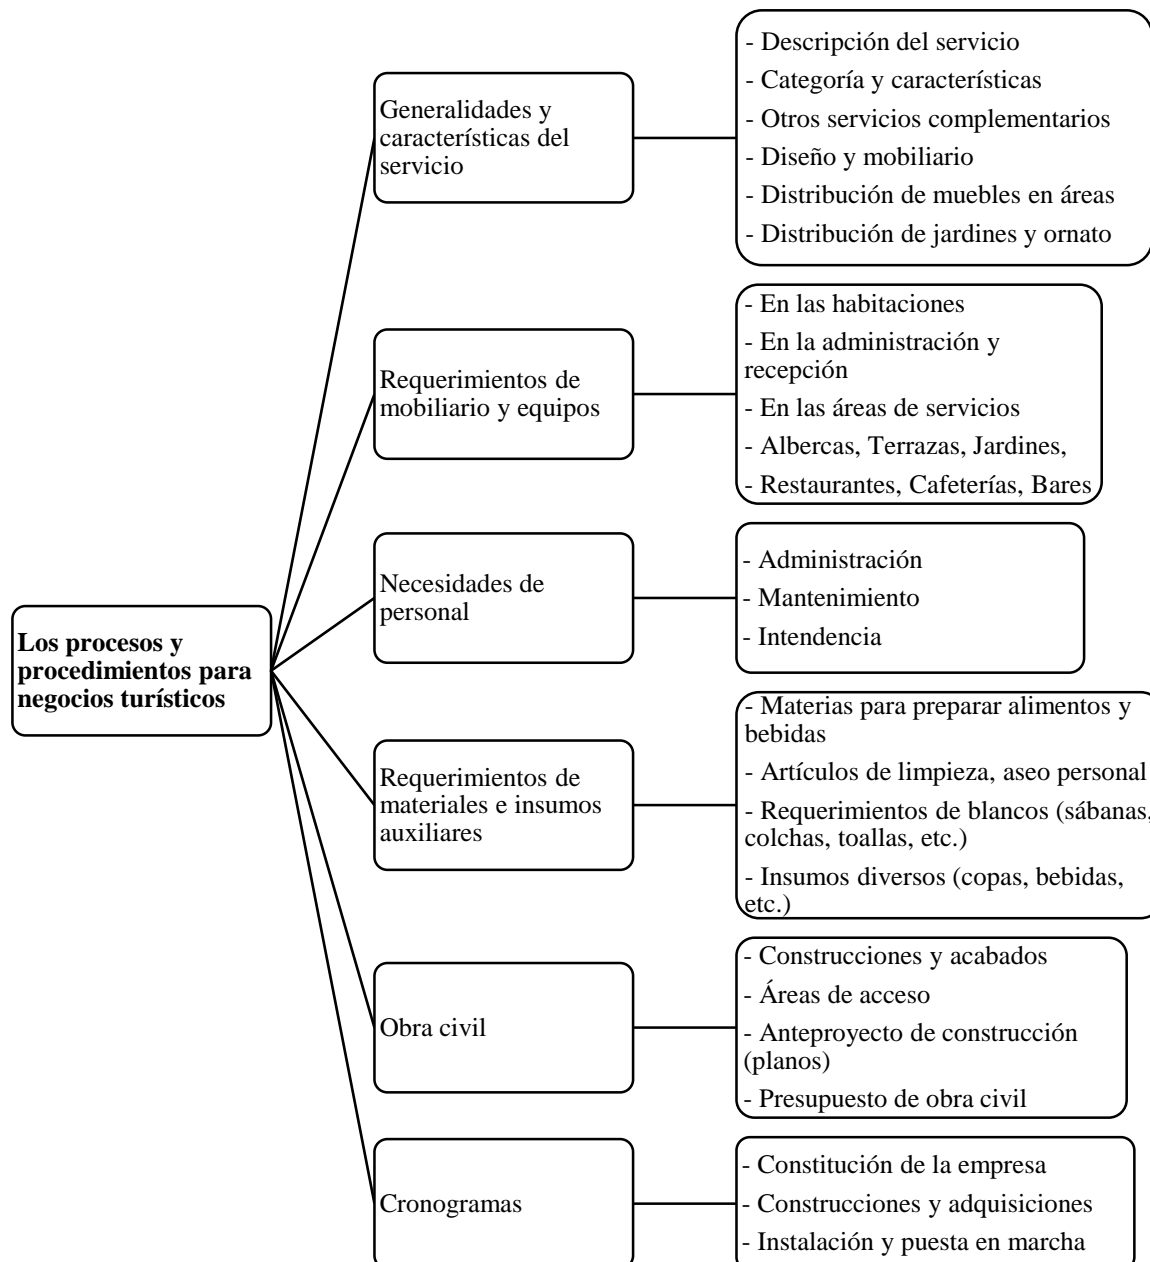 Los procesos y
procedimientos para
negocios turísticos
Generalidades y
características del
servicio
- Descripción del servicio
- Categoría y características
- Otros servicios complementarios
- Diseño y mobiliario
- Distribución de muebles en áreas
- Distribución de jardines y ornato
Requerimientos de
mobiliario y equipos
- En las habitaciones
- En la administración y
recepción
- En las áreas de servicios
- Albercas, Terrazas, Jardines,
- Restaurantes, Cafeterías, Bares
Necesidades de
personal
- Administración
- Mantenimiento
- Intendencia
Requerimientos de
materiales e insumos
auxiliares
- Materias para preparar alimentos y
bebidas
- Artículos de limpieza, aseo personal
- Requerimientos de blancos (sábanas,
colchas, toallas, etc.)
- Insumos diversos (copas, bebidas,
etc.)
Obra civil
- Construcciones y acabados
- Áreas de acceso
- Anteproyecto de construcción
(planos)
- Presupuesto de obra civil
Cronogramas
- Constitución de la empresa
- Construcciones y adquisiciones
- Instalación y puesta en marcha